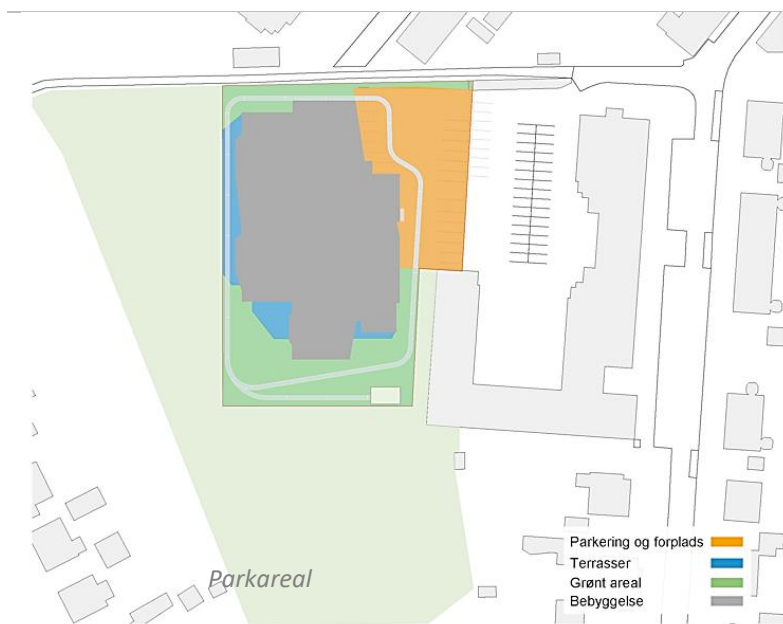 Parkering og forplads
Terrasser
Grønt areal
Bebyggelse
Parkareal